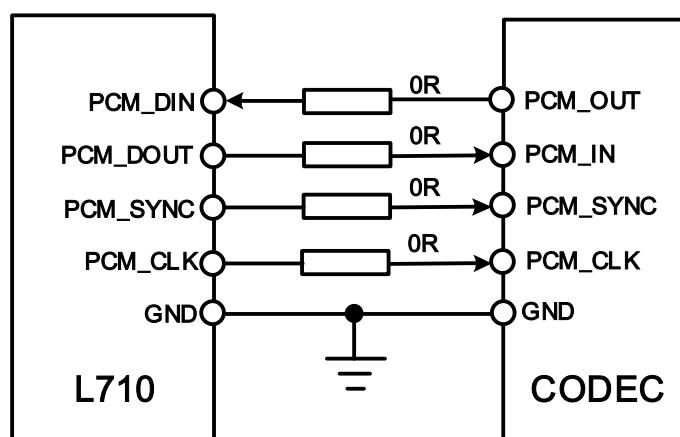 0R
PCM_DIN
PCM_OUT
0R
PCM_DOUT
PCM_IN
0R
PCM_SYNC
PCM_SYNC
0R
PCM_CLK
PCM_CLK
GND
GND
L710
CODEC